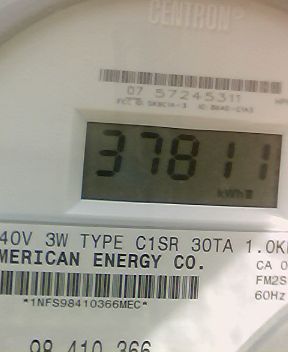 CENTRON®
07 57245311
37811
kWh
40V 3W TYPE C1SR 30TA 1.0K
MERICAN ENERGY CO.
CA 0
FM2S
*1NFS98410366MEC*
60Hz
98 410 366